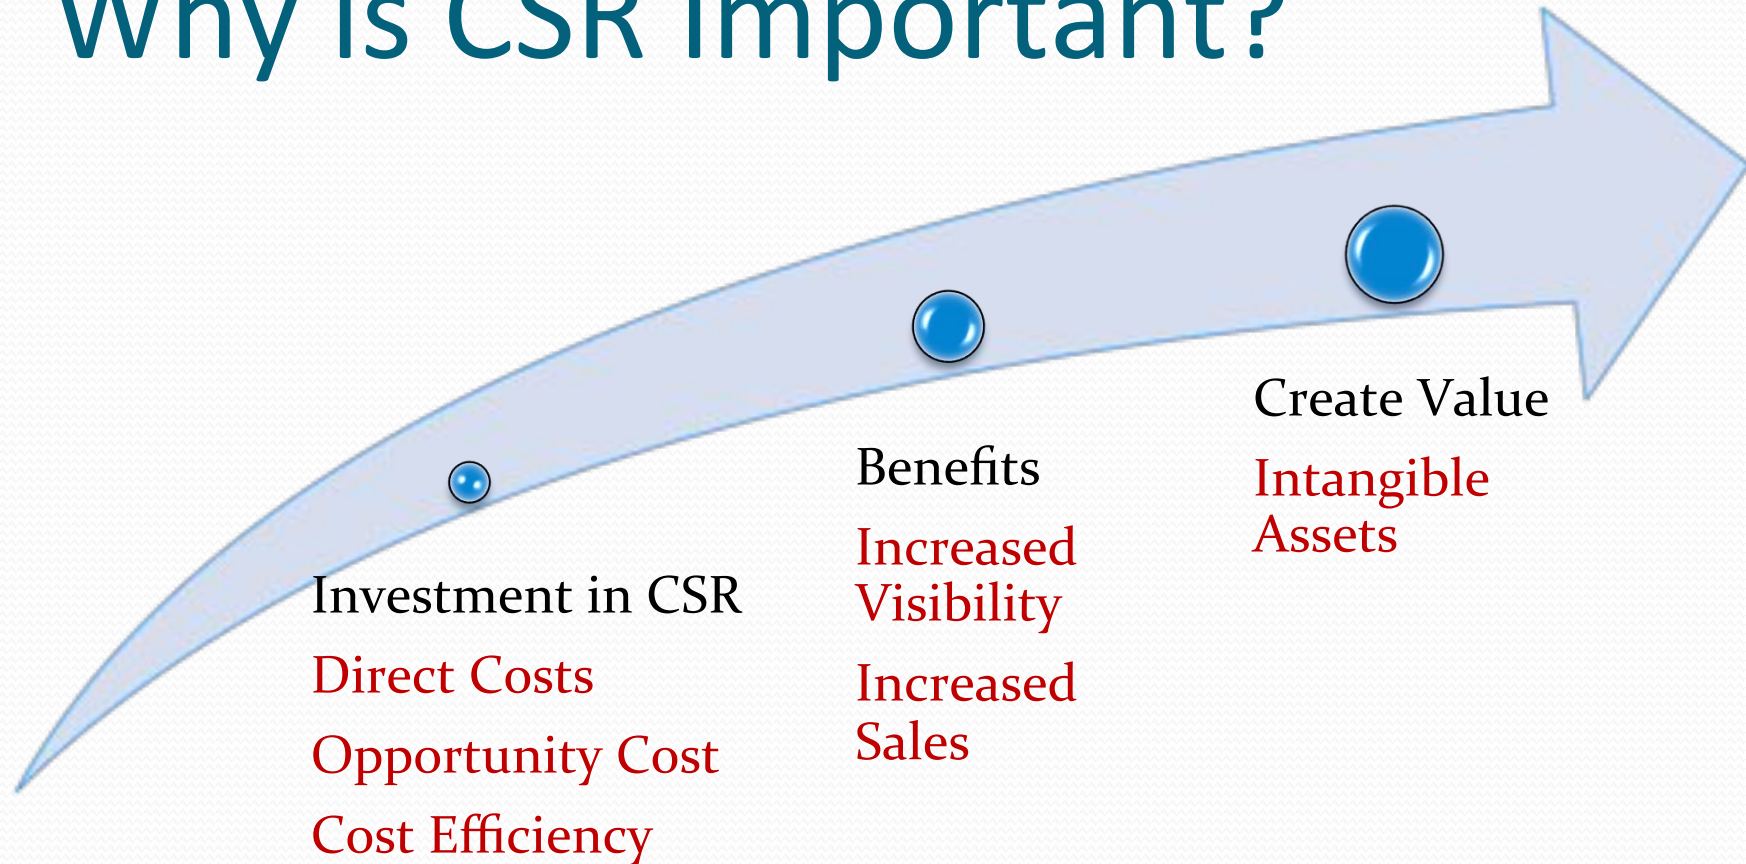 Why is CSR Important?
Investment in CSR
Direct Costs
Opportunity Cost
Cost Efficiency
Benefits
Increased
Visibility
Increased
Sales
Create Value
Intangible
Assets